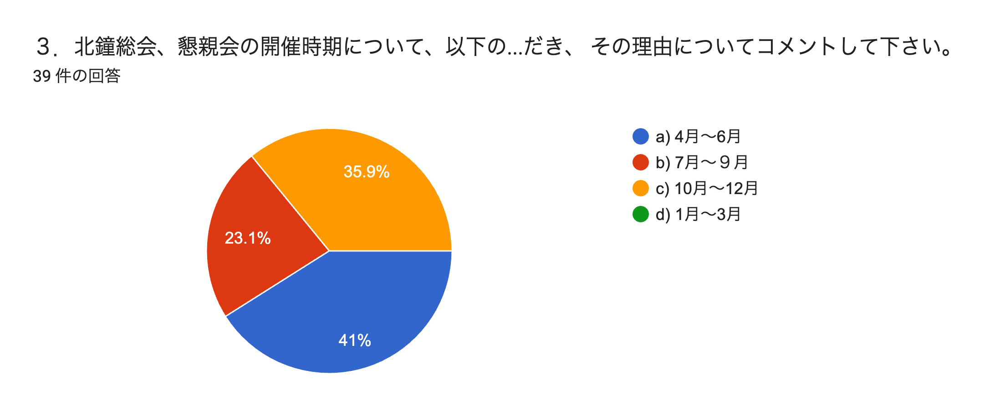 ３．北鐘総会、懇親会の開催時期について、以下の...だき、 その理由についてコメントして下さい。
39 件の回答
a) 4月～6月
b) 7月～９月
c) 10月～12月
d) 1月～3月
35.9%
23.1%
41%